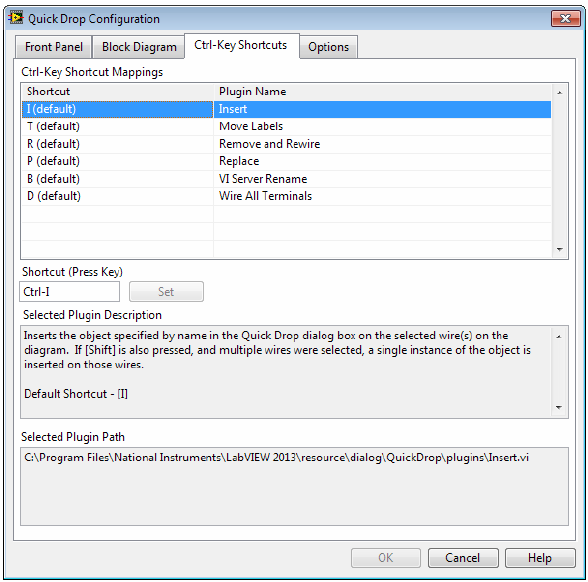 Quick Drop Configuration
Front Panel Block Diagram Ctrl-Key Shortcuts Options
Ctrl-Key Shortcut Mappings
Shortcut Plugin Name
I (default) Insert
T (default) Move Labels
R (default) Remove and Rewire
P (default) Replace
B (default) VI Server Rename
D (default) Wire All Terminals
Shortcut (Press Key)
Ctrl-I Set
Selected Plugin Description
Inserts the object specified by name in the Quick Drop dialog box on the selected wire(s) on the
diagram. If [Shift] is also pressed, and multiple wires were selected, a single instance of the object is
inserted on those wires.
Default Shortcut - [I]
Selected Plugin Path
C:\Program Files\National Instruments\LabVIEW 2013\resource\dialog\QuickDrop\plugins\Insert.vi
OK Cancel Help